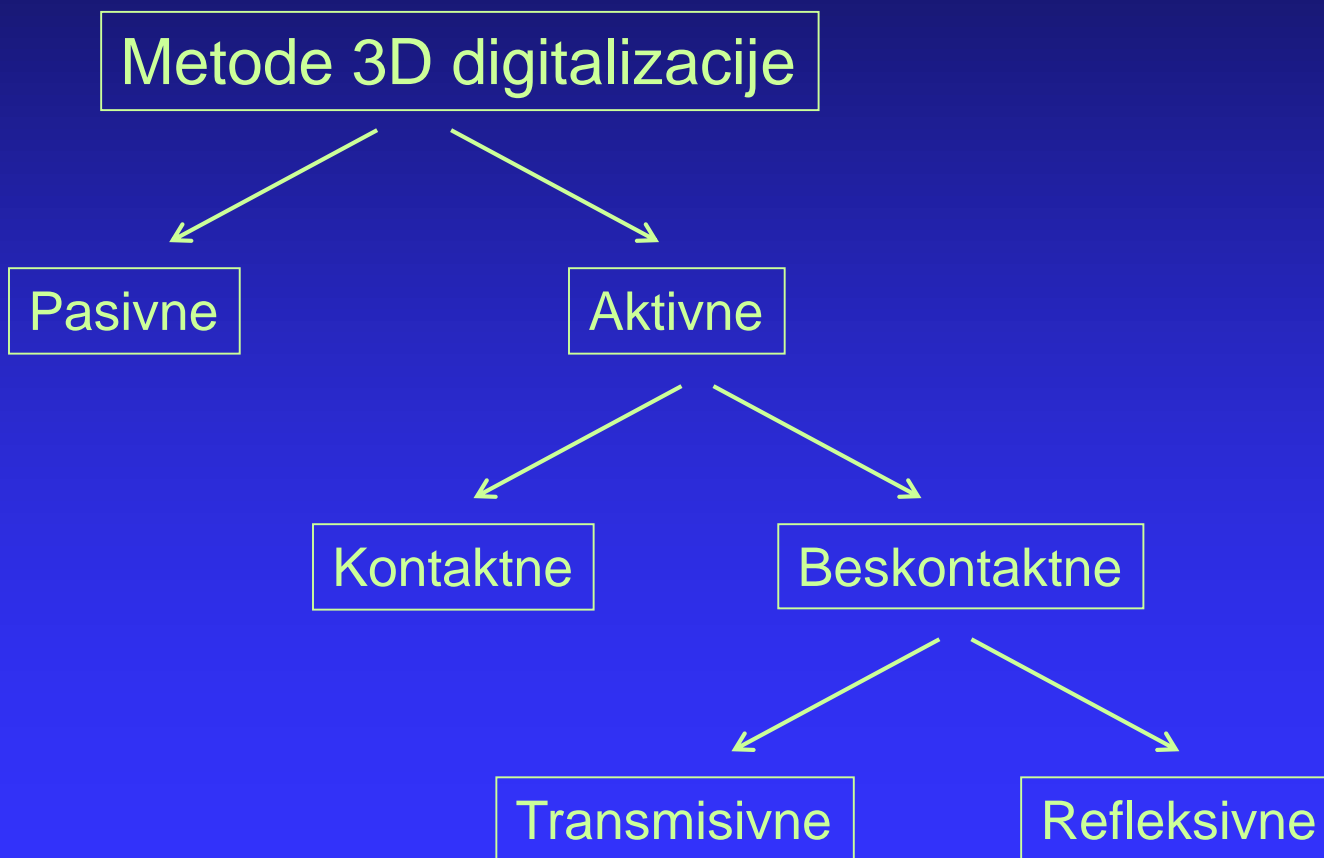 Metode 3D digitalizacije
Pasivne
Aktivne
Kontaktne
Beskontaktne
Transmisivne
Refleksivne